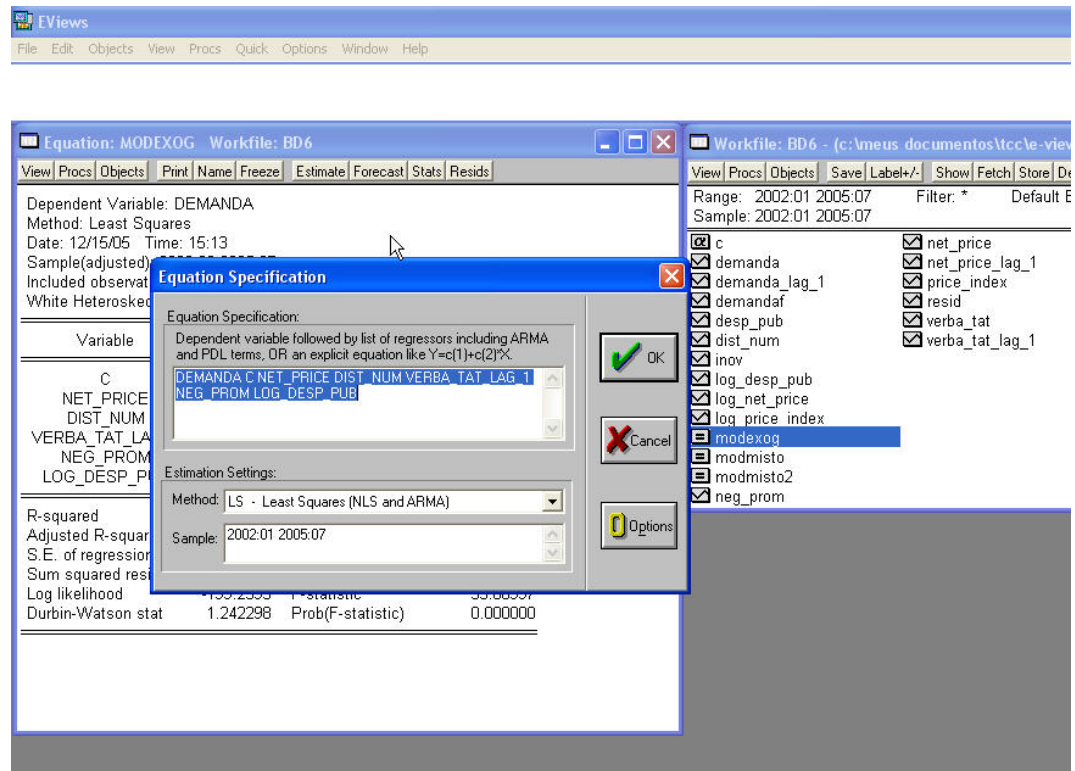 EViews
File Edit Objects View Procs Quick Options Window Help
Equation: MODEXOG Workfile: BD6
View Procs Objects Print Name Freeze Estimate Forecast Stats Resids
Dependent Variable: DEMANDA
Method: Least Squares
Date: 12/15/05 Time: 15:13
Sample(adjusted):
Included observat
White Heterosked
Variable
C
NET_PRICE
DIST_NUM
VERBA_TAT_LA
NEG_PROM
LOG_DESP_P
R-squared
Adjusted R-squar
S.E. of regression
Sum squared resi
Log likelihood
Durbin-Watson stat 1.242298 Prob(F-statistic) 0.000000
Equation Specification
Equation Specification:
Dependent variable followed by list of regressors including ARMA
and PDL terms, OR an explicit equation like Y=c(1)+c(2)*X.
DEMANDA C NET_PRICE DIST_NUM VERBA_TAT_LAG_1
NEG_PROM LOG_DESP_PUB
OK
Cancel
Options
Estimation Settings:
Method: LS - Least Squares (NLS and ARMA)
Sample: 2002:01 2005:07
Workfile: BD6 - (c:\meus documentos\tcc\e-view
View Procs Objects Save Label+/- Show Fetch Store De
Range: 2002:01 2005:07 Filter: * Default E
Sample: 2002:01 2005:07
c
demanda
demanda_lag_1
demandaf
desp_pub
dist_num
inov
log_desp_pub
log_net_price
log_price_index
modexog
modmisto
modmisto2
neg_prom
net_price
net_price_lag_1
price_index
resid
verba_tat
verba_tat_lag_1